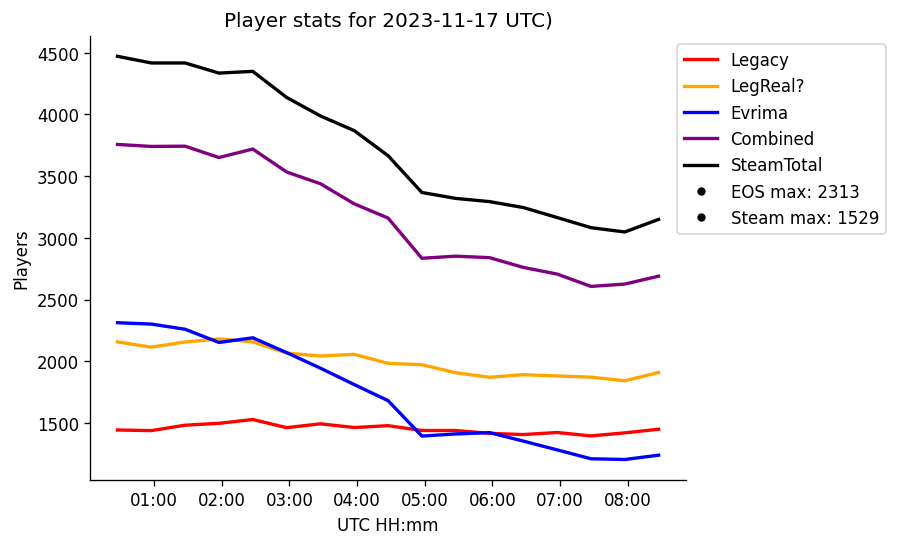 Player stats for 2023-11-17 UTC)
4500
4000
3500
3000
2500
2000
1500
Players
01:00 02:00 03:00 04:00 05:00 06:00 07:00 08:00
UTC HH:mm
Legacy
LegReal?
Evrima
Combined
SteamTotal
EOS max: 2313
Steam max: 1529